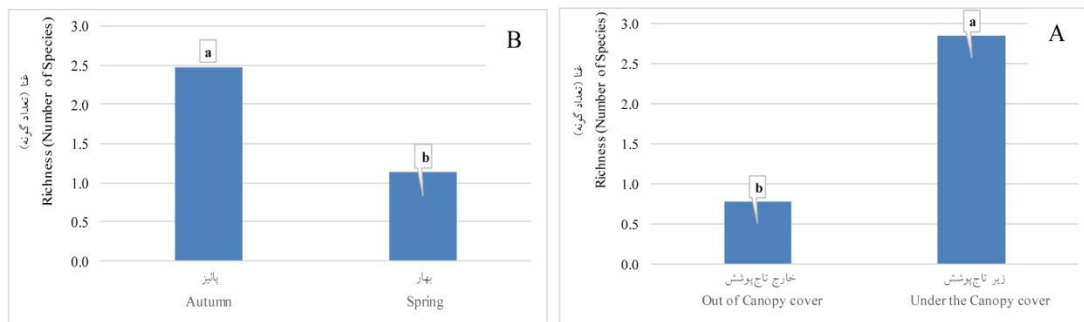 B
3.0
2.5
2.0
1.5
1.0
0.5
0.0
غنا (تعداد گونه)
Richness (Number of Species)
a
b
پائیز
بهار
Autumn
Spring
A
3.0
2.5
2.0
1.5
1.0
0.5
0.0
غنا (تعداد گونه)
Richness (Number of Species)
b
a
خارج تاج‌پوشش
زیر تاج‌پوشش
Out of Canopy cover
Under the Canopy cover